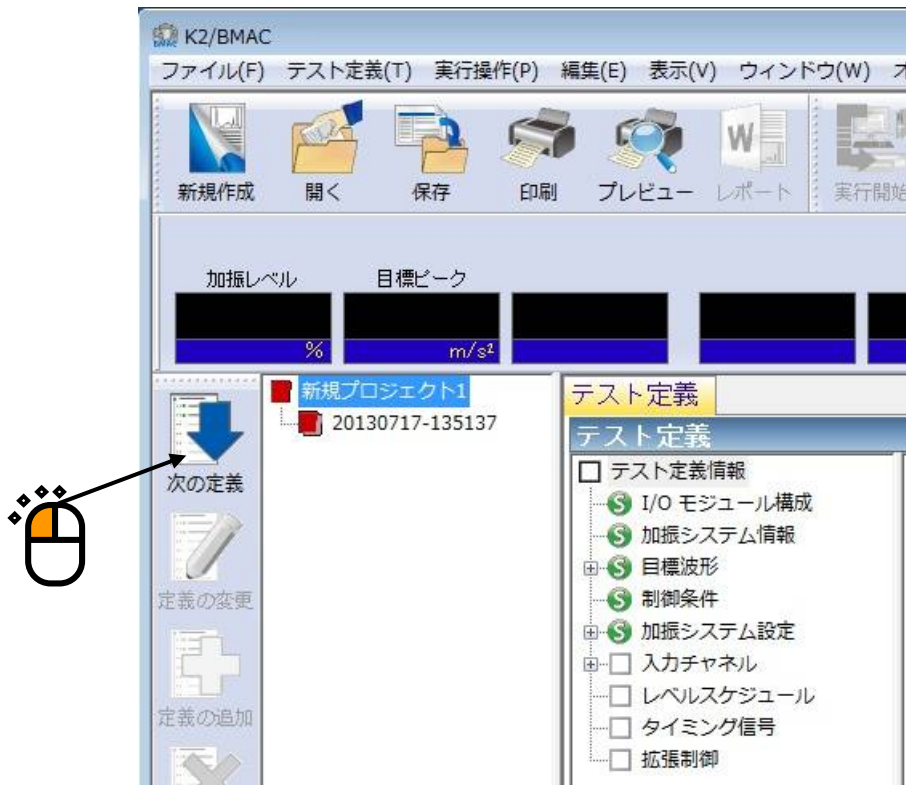 K2/BMAC
ファイル(F) テスト定義(T) 実行操作(P) 編集(E) 表示(V) ウィンドウ(W)
新規作成 開く 保存 印刷 プレビュー レポート 実行開始
加振レベル 目標ピーク
% m/s²
次の定義
定義の変更
定義の追加
新規プロジェクト1
20130717-135137
テスト定義
テスト定義
テスト定義情報
I/O モジュール構成
加振システム情報
目標波形
制御条件
加振システム設定
入力チャネル
レベルスケジュール
タイミング信号
拡張制御